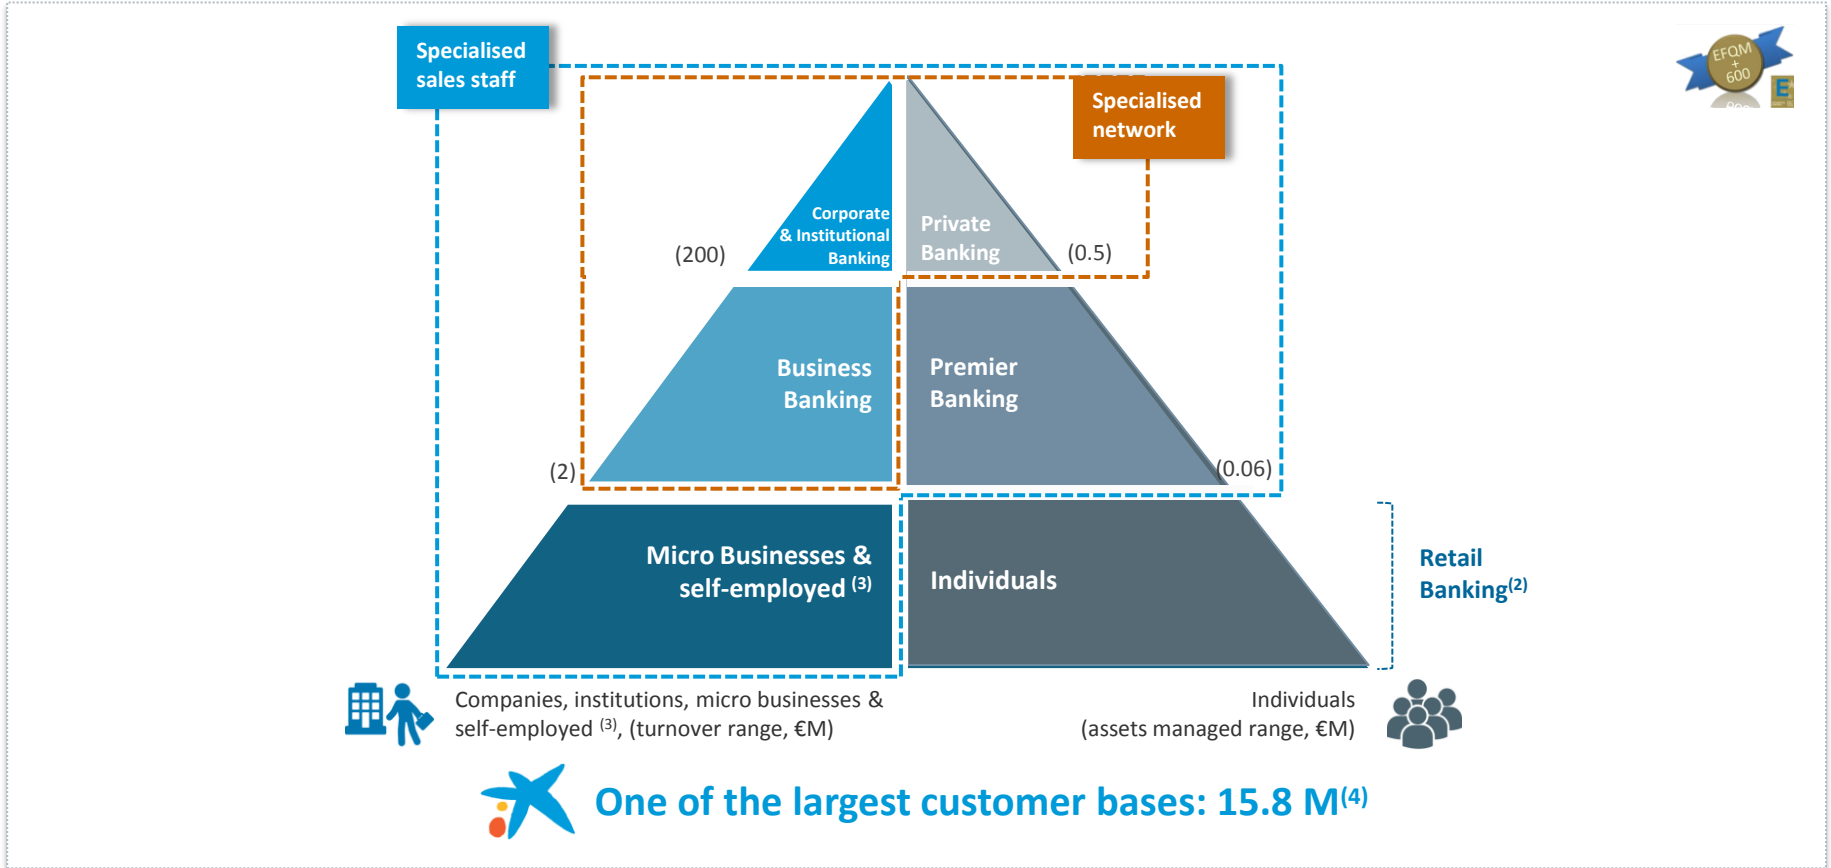 Specialised
sales staff
EFQM
+
600
E
Specialised
network
Corporate
& Institutional
Banking
Private
Banking
(200)
(0.5)
Business
Banking
Premier
Banking
(2)
(0.06)
Micro Businesses &
self-employed (3)
Individuals
Retail
Banking(2)
Companies, institutions, micro businesses &
self-employed (3), (turnover range, €M)
Individuals
(assets managed range, €M)
One of the largest customer bases: 15.8 M(4)